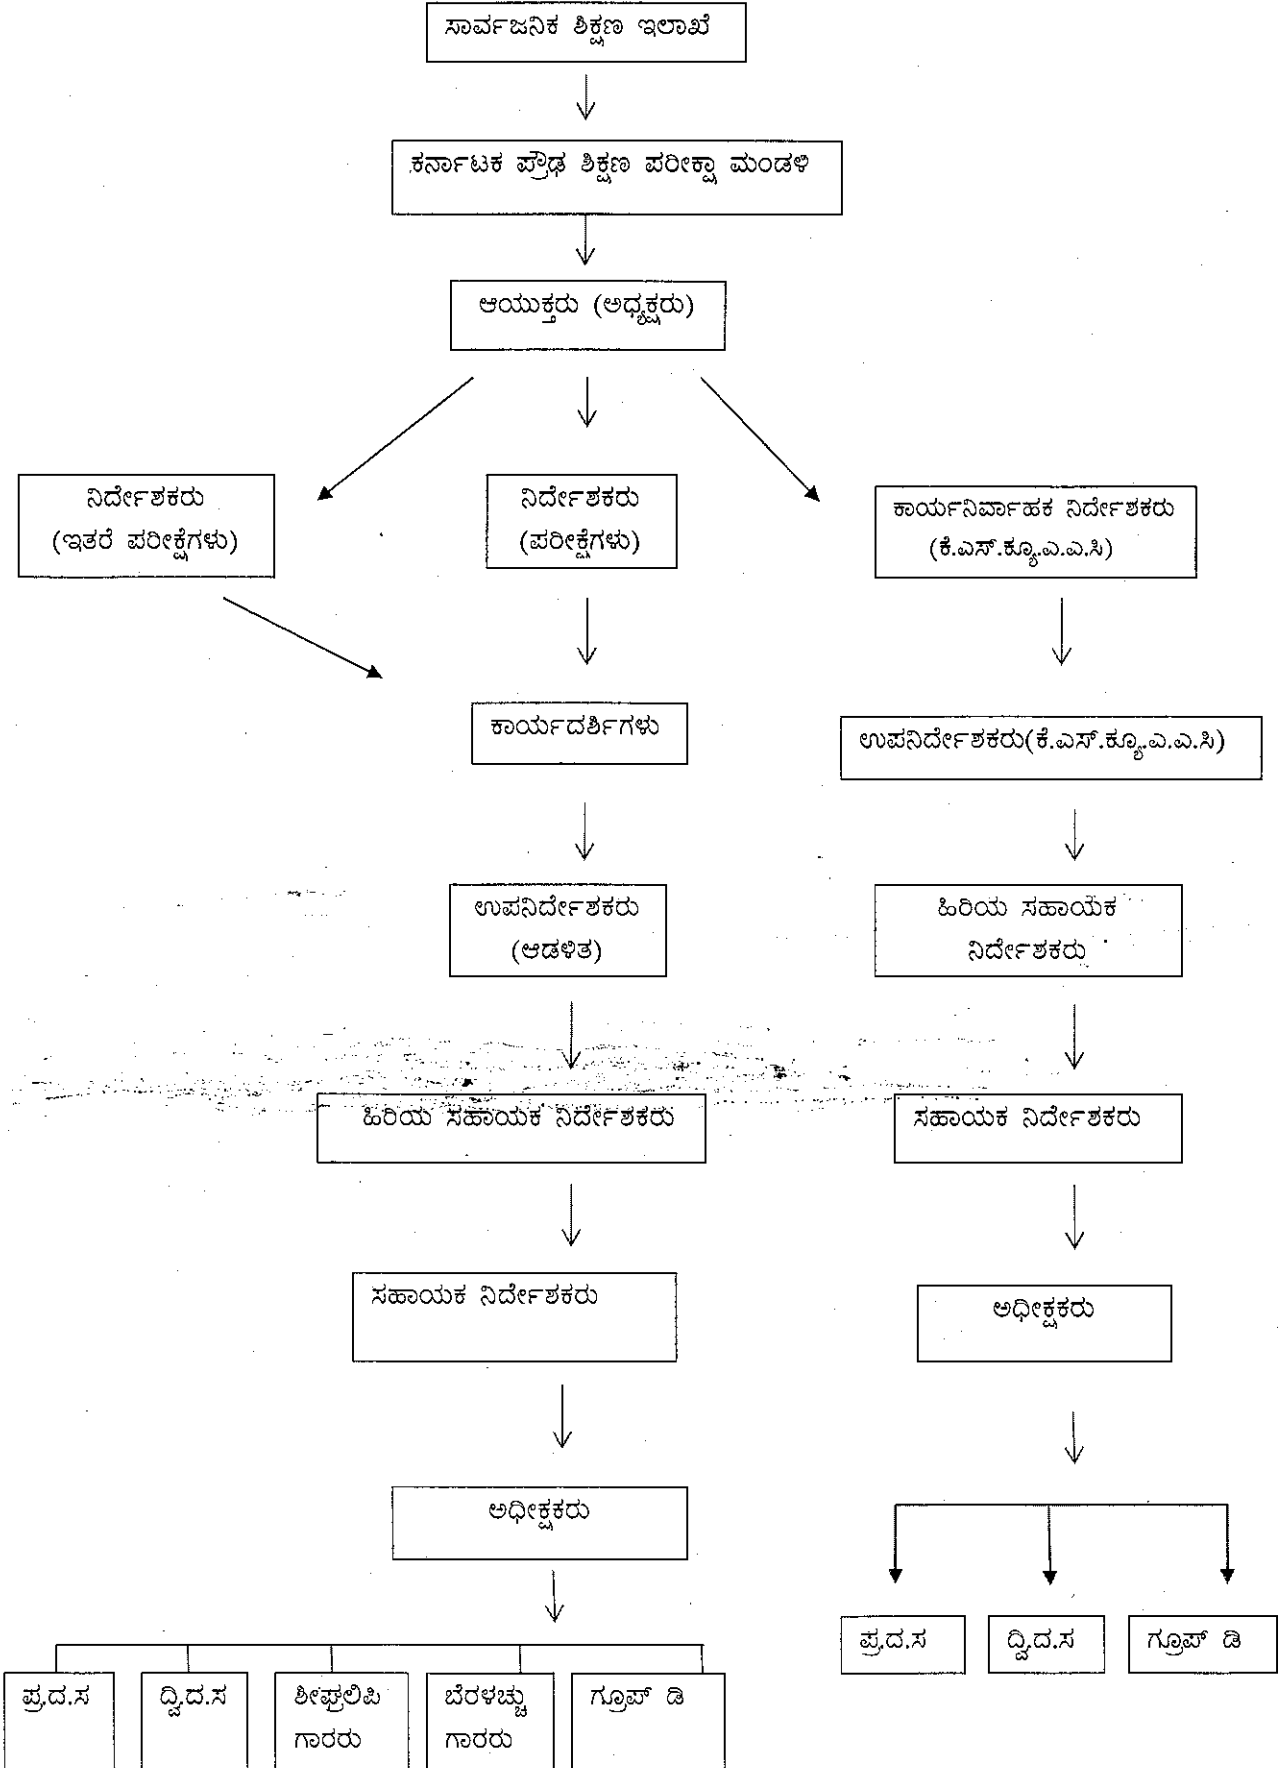 ಸಾರ್ವಜನಿಕ ಶಿಕ್ಷಣ ಇಲಾಖೆ
ಕರ್ನಾಟಕ ಪ್ರೌಢ ಶಿಕ್ಷಣ ಪರೀಕ್ಷಾ ಮಂಡಳಿ
ಆಯುಕ್ತರು (ಅಧ್ಯಕ್ಷರು)
ನಿರ್ದೇಶಕರು
(ಇತರೆ ಪರೀಕ್ಷೆಗಳು)
ನಿರ್ದೇಶಕರು
(ಪರೀಕ್ಷೆಗಳು)
ಕಾರ್ಯನಿರ್ವಾಹಕ ನಿರ್ದೇಶಕರು
(ಕೆ.ಎಸ್.ಕ್ಯೂ.ಎ.ಎ.ಸಿ)
ಕಾರ್ಯದರ್ಶಿಗಳು
ಉಪನಿರ್ದೇಶಕರು(ಕೆ.ಎಸ್.ಕ್ಯೂ.ಎ.ಎ.ಸಿ)
ಉಪನಿರ್ದೇಶಕರು
(ಆಡಳಿತ)
ಹಿರಿಯ ಸಹಾಯಕ
ನಿರ್ದೇಶಕರು
ಹಿರಿಯ ಸಹಾಯಕ ನಿರ್ದೇಶಕರು
ಸಹಾಯಕ ನಿರ್ದೇಶಕರು
ಸಹಾಯಕ ನಿರ್ದೇಶಕರು
ಅಧೀಕ್ಷಕರು
ಅಧೀಕ್ಷಕರು
ಪ್ರ.ದ.ಸ
ದ್ವಿ.ದ.ಸ
ಗ್ರೂಪ್ ಡಿ
ಪ್ರ.ದ.ಸ
ದ್ವಿ.ದ.ಸ
ಶೀಘ್ರಲಿಪಿ
ಗಾರರು
ಬೆರಳಚ್ಚು
ಗಾರರು
ಗ್ರೂಪ್ ಡಿ